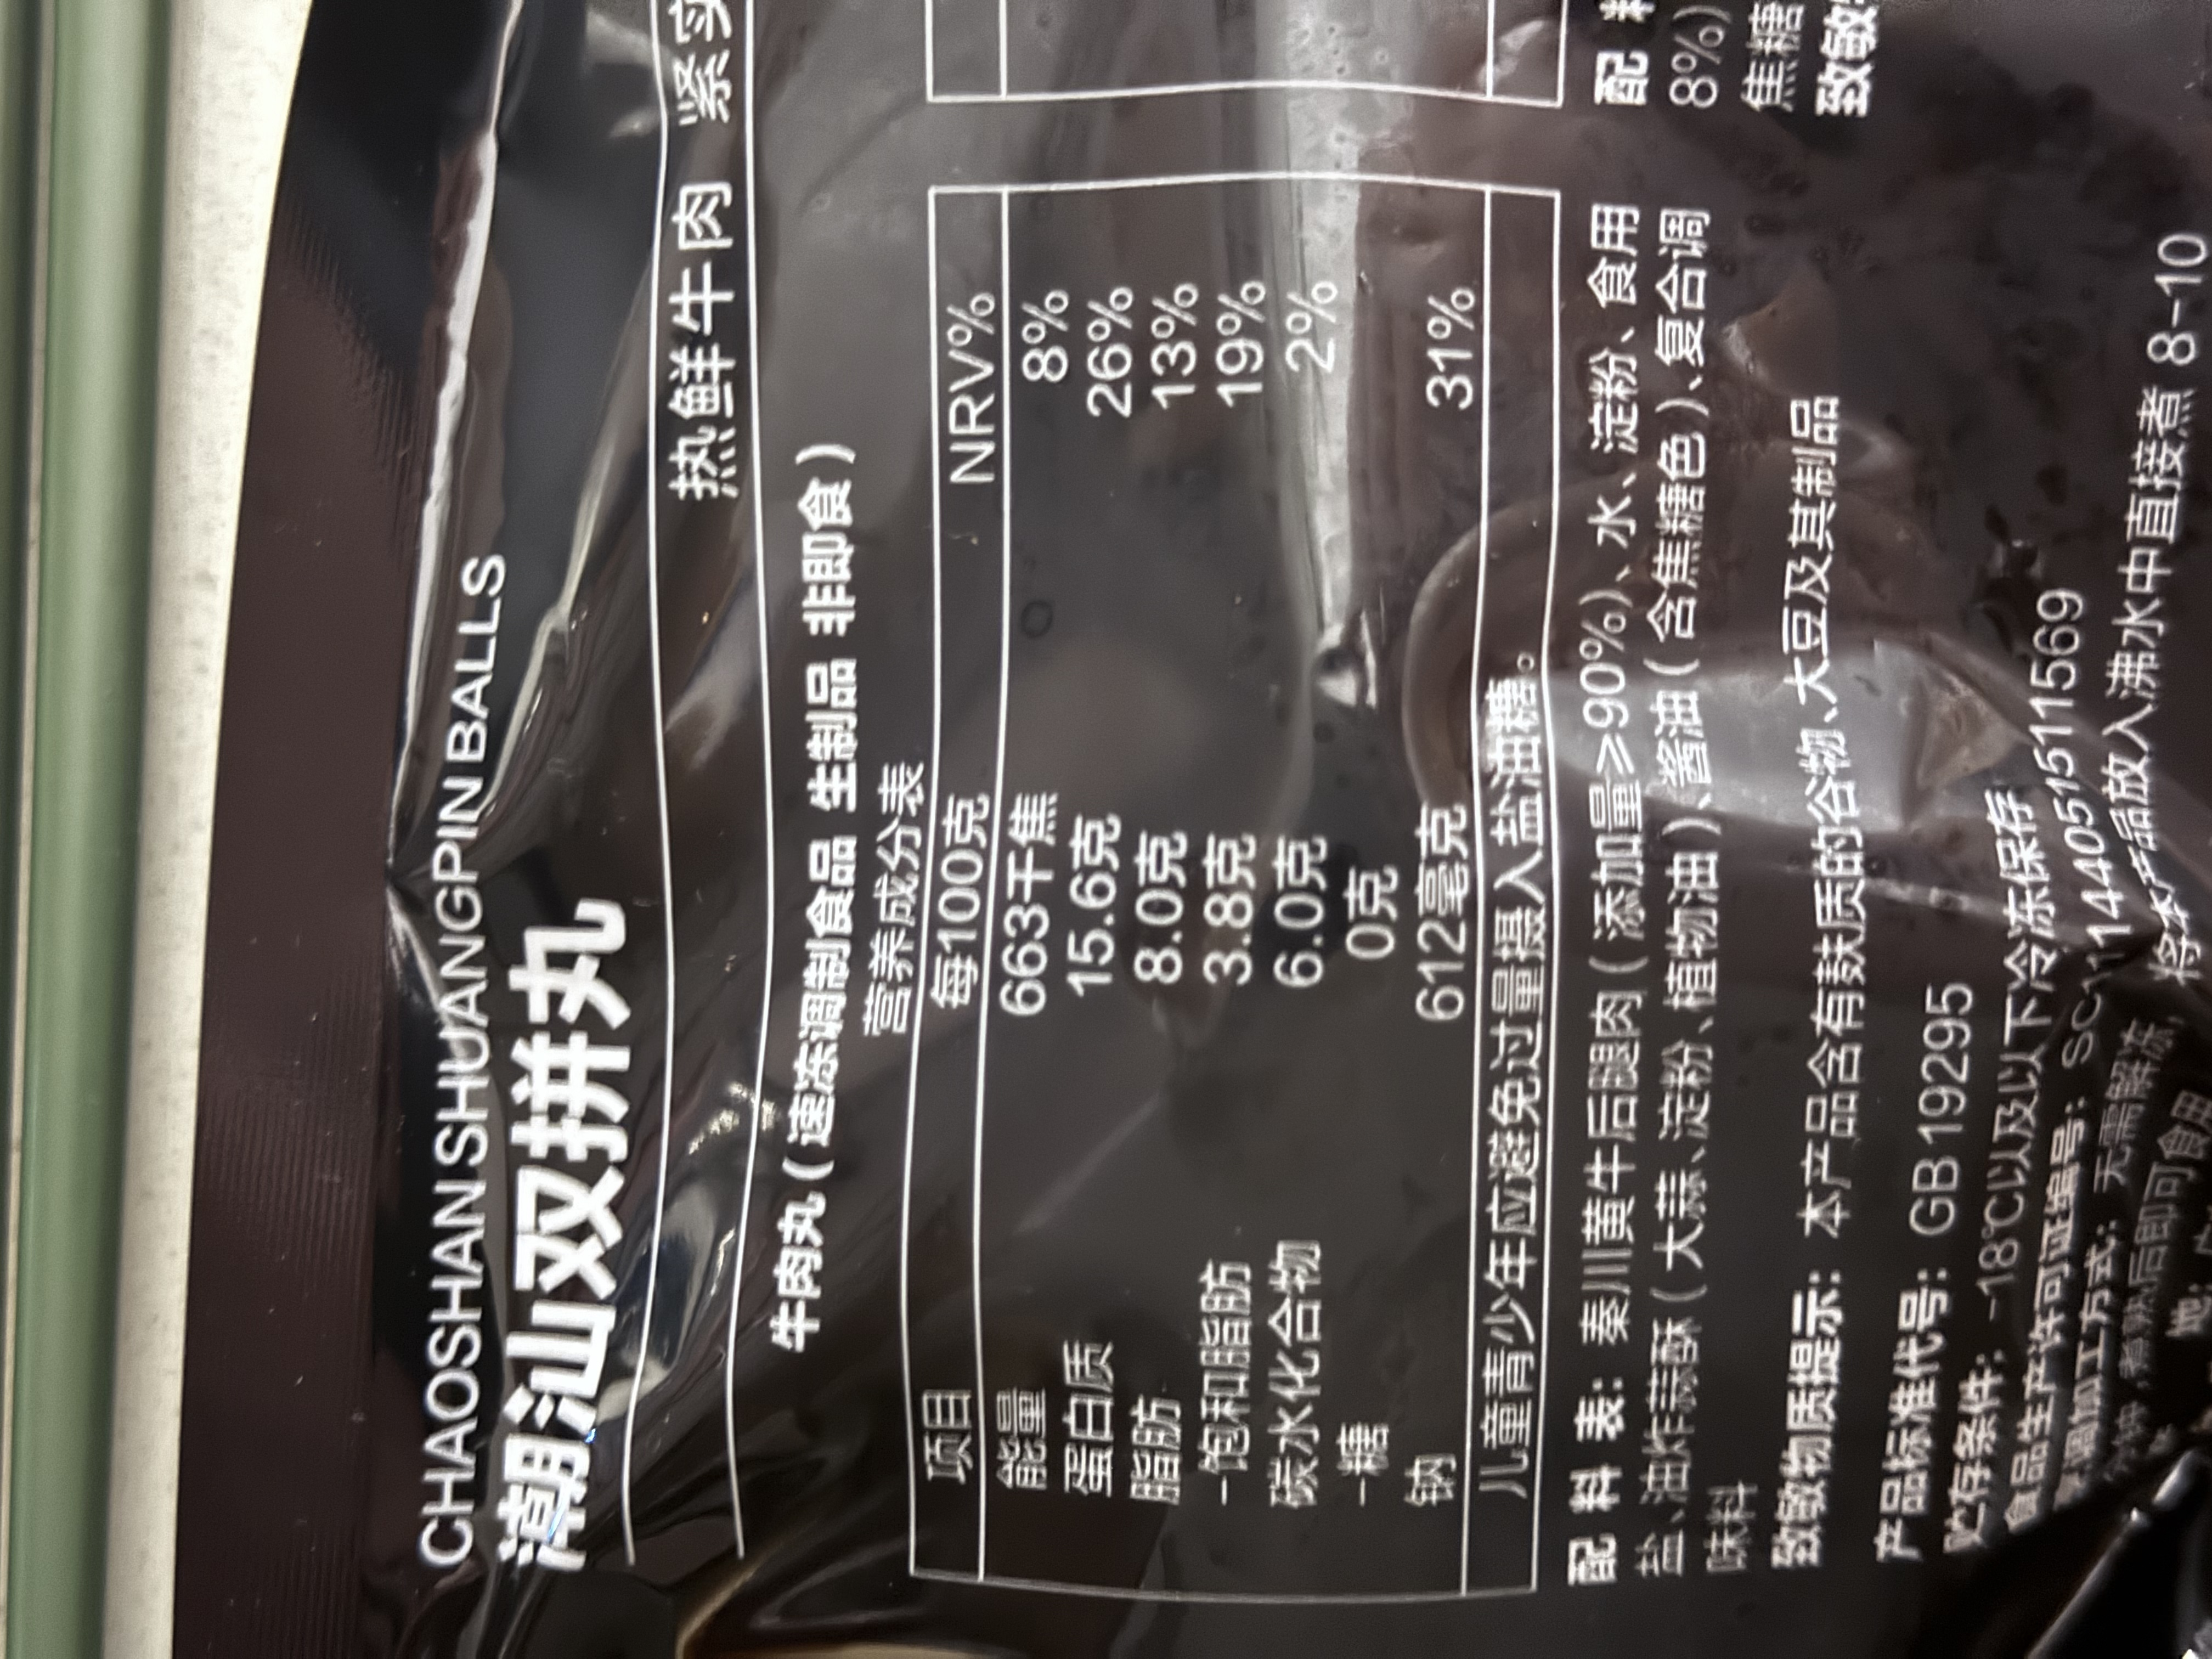 CHAOSHAN SHUANGPIN BALLS
潮汕双拼丸
热鲜牛肉 紧实
牛肉丸(速冻调制食品 生制品 非即食)
营养成分表
项目 每100克 NRV%
能量 663千焦 8%
蛋白质 15.6克 26%
脂肪 8.0克 13%
-饱和脂肪 3.8克 19%
碳水化合物 6.0克 2%
-糖 0克
钠 612毫克 31%
儿童青少年应避免过量摄入盐油糖。
配 料 表:秦川黄牛后腿肉(添加量≥90%)、水、淀粉、食用
盐、油炸蒜酥(大蒜、淀粉、植物油)、酱油(含焦糖色)、复合调
味料
致敏物质提示:本产品含有麸质的谷物、大豆及其制品
产品标准代号:GB 19295
贮存条件:-18℃以及以下冷冻保存
食品生产许可证编号:SC11144051511569
烹调加工方式:无需解冻,将本产品放入沸水中直接煮 8-10
分钟,煮熟后即可食用
地:
配
8%)
焦糖
致敏